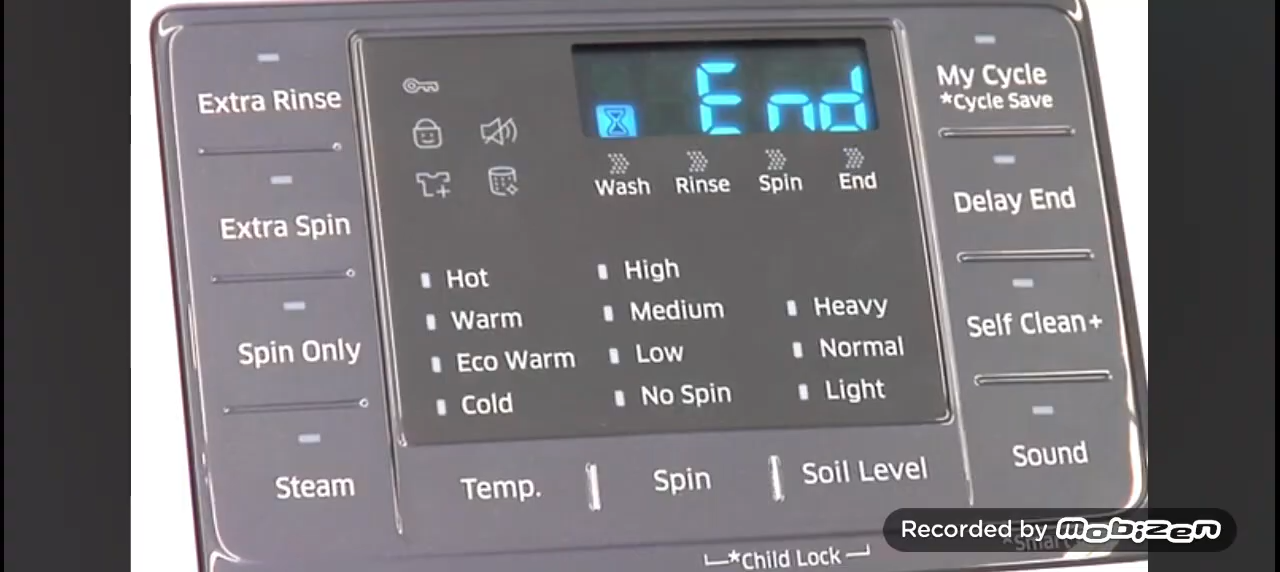 Extra Rinse
Extra Spin
Spin Only
Steam
End
Wash Rinse Spin End
Hot
Warm
Eco Warm
Cold
High
Medium
Low
No Spin
Heavy
Normal
Light
Temp. Spin Soil Level
*Child Lock
My Cycle
*Cycle Save
Delay End
Self Clean+
Sound
Recorded by Mobizen